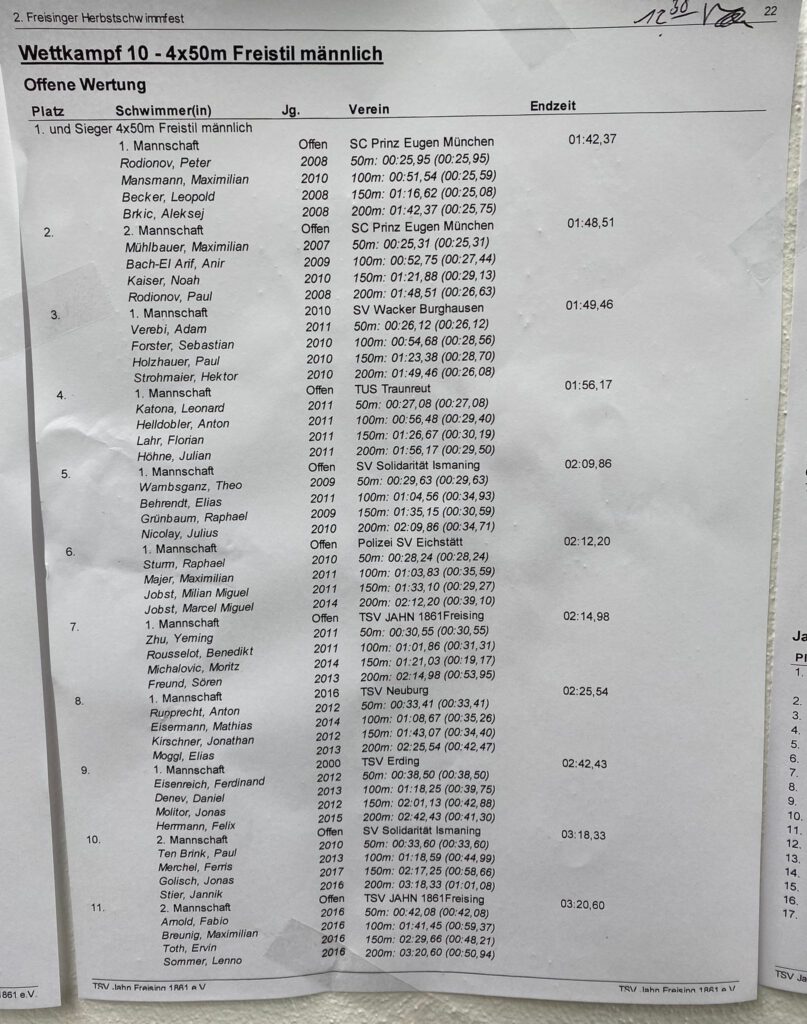 2. Freisinger Herbstschwimmfest
12 30
22
Wettkampf 10 - 4x50m Freistil männlich
Offene Wertung
Platz Schwimmer(in) Jg. Verein Endzeit
1. und Sieger 4x50m Freistil männlich
1. Mannschaft Offen SC Prinz Eugen München 01:42,37
Rodionov, Peter 2008 50m: 00:25,95 (00:25,95)
Mansmann, Maximilian 2010 100m: 00:51,54 (00:25,59)
Becker, Leopold 2008 150m: 01:16,62 (00:25,08)
Brkic, Aleksej 2008 200m: 01:42,37 (00:25,75)
2. 2. Mannschaft Offen SC Prinz Eugen München 01:48,51
Mühlbauer, Maximilian 2007 50m: 00:25,31 (00:25,31)
Bach-El Arif, Anir 2009 100m: 00:52,75 (00:27,44)
Kaiser, Noah 2010 150m: 01:21,88 (00:29,13)
Rodionov, Paul 2008 200m: 01:48,51 (00:26,63)
3. 1. Mannschaft 2010 SV Wacker Burghausen 01:49,46
Verebi, Adam 2011 50m: 00:26,12 (00:26,12)
Forster, Sebastian 2010 100m: 00:54,68 (00:28,56)
Holzhauer, Paul 2010 150m: 01:23,38 (00:28,70)
Strohmaier, Hektor 2010 200m: 01:49,46 (00:26,08)
4. 1. Mannschaft Offen TUS Traunreut 01:56,17
Katona, Leonard 2011 50m: 00:27,08 (00:27,08)
Helldobler, Anton 2011 100m: 00:56,48 (00:29,40)
Lahr, Florian 2011 150m: 01:26,67 (00:30,19)
Höhne, Julian 2011 200m: 01:56,17 (00:29,50)
5. 1. Mannschaft Offen SV Solidarität Ismaning 02:09,86
Wambsganz, Theo 2009 50m: 00:29,63 (00:29,63)
Behrendt, Elias 2011 100m: 01:04,56 (00:34,93)
Grünbaum, Raphael 2009 150m: 01:35,15 (00:30,59)
Nicolay, Julius 2010 200m: 02:09,86 (00:34,71)
6. 1. Mannschaft Offen Polizei SV Eichstätt 02:12,20
Sturm, Raphael 2010 50m: 00:28,24 (00:28,24)
Majer, Maximilian 2011 100m: 01:03,83 (00:35,59)
Jobst, Milian Miguel 2011 150m: 01:33,10 (00:29,27)
Jobst, Marcel Miguel 2014 200m: 02:12,20 (00:39,10)
7. 1. Mannschaft Offen TSV JAHN 1861Freising 02:14,98
Zhu, Yeming 2011 50m: 00:30,55 (00:30,55)
Rousselot, Benedikt 2011 100m: 01:01,86 (00:31,31)
Michalovic, Moritz 2014 150m: 01:21,03 (00:19,17)
Freund, Sören 2013 200m: 02:14,98 (00:53,95)
8. 1. Mannschaft 2016 TSV Neuburg 02:25,54
Rupprecht, Anton 2012 50m: 00:33,41 (00:33,41)
Eisermann, Mathias 2014 100m: 01:08,67 (00:35,26)
Kirschner, Jonathan 2012 150m: 01:43,07 (00:34,40)
Moggl, Elias 2013 200m: 02:25,54 (00:42,47)
9. 1. Mannschaft 2000 TSV Erding 02:42,43
Eisenreich, Ferdinand 2012 50m: 00:38,50 (00:38,50)
Denev, Daniel 2013 100m: 01:18,25 (00:39,75)
Molitor, Jonas 2012 150m: 02:01,13 (00:42,88)
Herrmann, Felix 2015 200m: 02:42,43 (00:41,30)
10. 2. Mannschaft Offen SV Solidarität Ismaning 03:18,33
Ten Brink, Paul 2010 50m: 00:33,60 (00:33,60)
Merchel, Ferris 2013 100m: 01:18,59 (00:44,99)
Golisch, Jonas 2017 150m: 02:17,25 (00:58,66)
Stier, Jannik 2016 200m: 03:18,33 (01:01,08)
11. 2. Mannschaft Offen TSV JAHN 1861Freising 03:20,60
Arnold, Fabio 2016 50m: 00:42,08 (00:42,08)
Breunig, Maximilian 2016 100m: 01:41,45 (00:59,37)
Toth, Ervin 2016 150m: 02:29,66 (00:48,21)
Sommer, Lenno 2016 200m: 03:20,60 (00:50,94)
TSV Jahn Freising 1861 e.V TSV Jahn Freising 1861 e.V
1861 e.V.
Ja
Pl
1.
2.
3.
4.
5.
6.
7.
8.
9.
10.
11.
12.
13.
14.
15.
16.
17.
TSV Ja